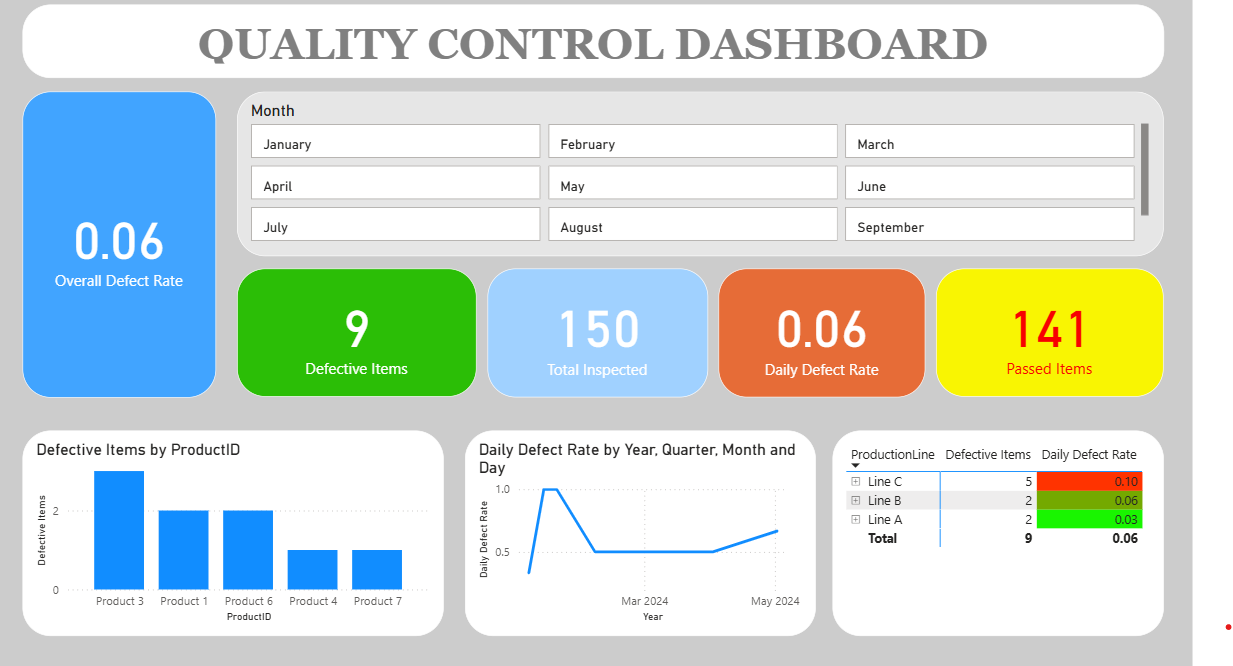 QUALITY CONTROL DASHBOARD
0.06
Overall Defect Rate
Month
January
February
March
April
May
June
July
August
September
9
Defective Items
150
Total Inspected
0.06
Daily Defect Rate
141
Passed Items
Defective Items by ProductID
Defective Items
2
0
Product 3 Product 1 Product 6 Product 4 Product 7
ProductID
Daily Defect Rate by Year, Quarter, Month and
Day
Daily Defect Rate
1.0
0.5
Mar 2024 May 2024
Year
ProductionLine Defective Items Daily Defect Rate
Line C 5 0.10
Line B 2 0.06
Line A 2 0.03
Total 9 0.06